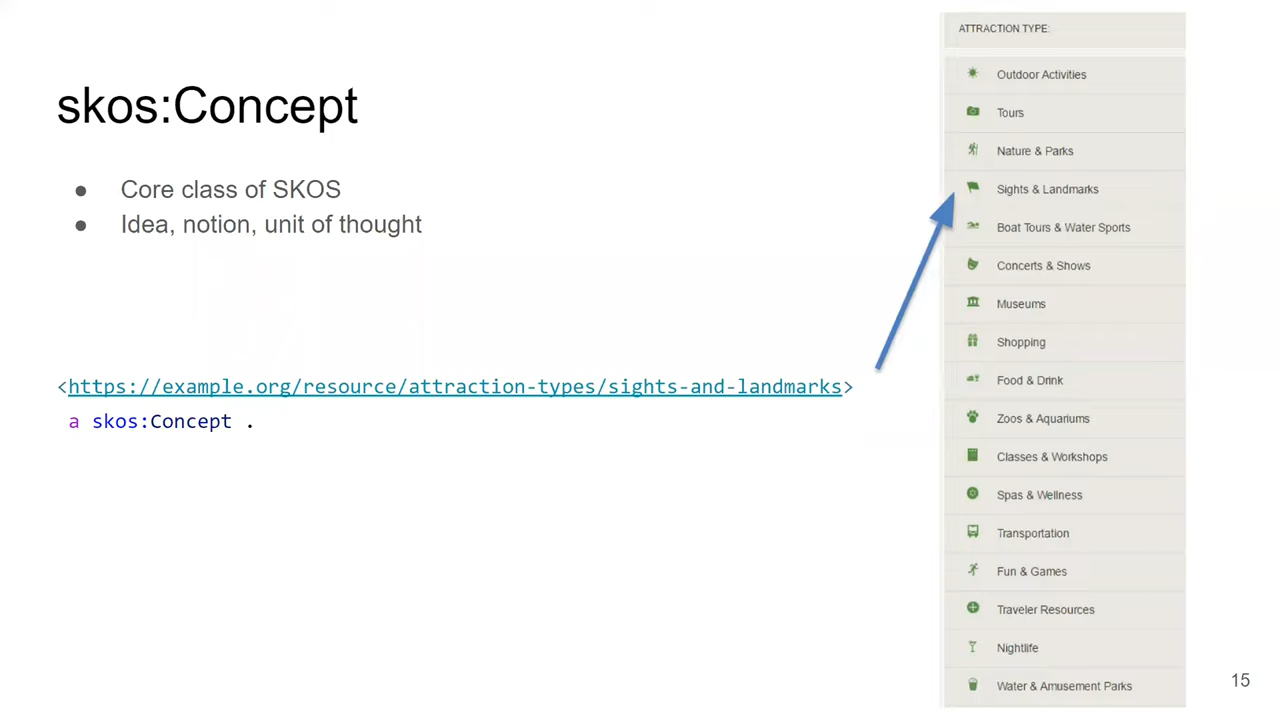 skos:Concept
● Core class of SKOS
● Idea, notion, unit of thought
<https://example.org/resource/attraction-types/sights-and-landmarks>
a skos:Concept .
ATTRACTION TYPE:
Outdoor Activities
Tours
Nature & Parks
Sights & Landmarks
Boat Tours & Water Sports
Concerts & Shows
Museums
Shopping
Food & Drink
Zoos & Aquariums
Classes & Workshops
Spas & Wellness
Transportation
Fun & Games
Traveler Resources
Nightlife
Water & Amusement Parks
15